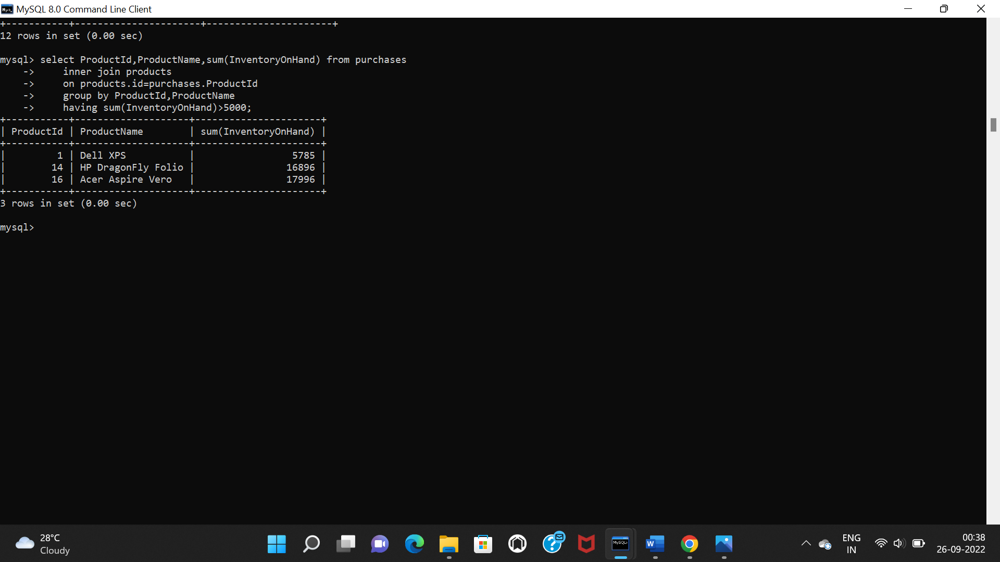 MySQL 8.0 Command Line Client
+-----------+----------------------+----------------------+
12 rows in set (0.00 sec)
mysql> select ProductId,ProductName,sum(InventoryOnHand) from purchases
    ->     inner join products
    ->     on products.id=purchases.ProductId
    ->     group by ProductId,ProductName
    ->     having sum(InventoryOnHand)>5000;
+-----------+--------------------+----------------------+
| ProductId | ProductName        | sum(InventoryOnHand) |
+-----------+--------------------+----------------------+
|         1 | Dell XPS           |                 5785 |
|        14 | HP DragonFly Folio |                16896 |
|        16 | Acer Aspire Vero   |                17996 |
+-----------+--------------------+----------------------+
3 rows in set (0.00 sec)
mysql>
28°C
Cloudy
MySQL>
W
ENG
IN
00:38
26-09-2022